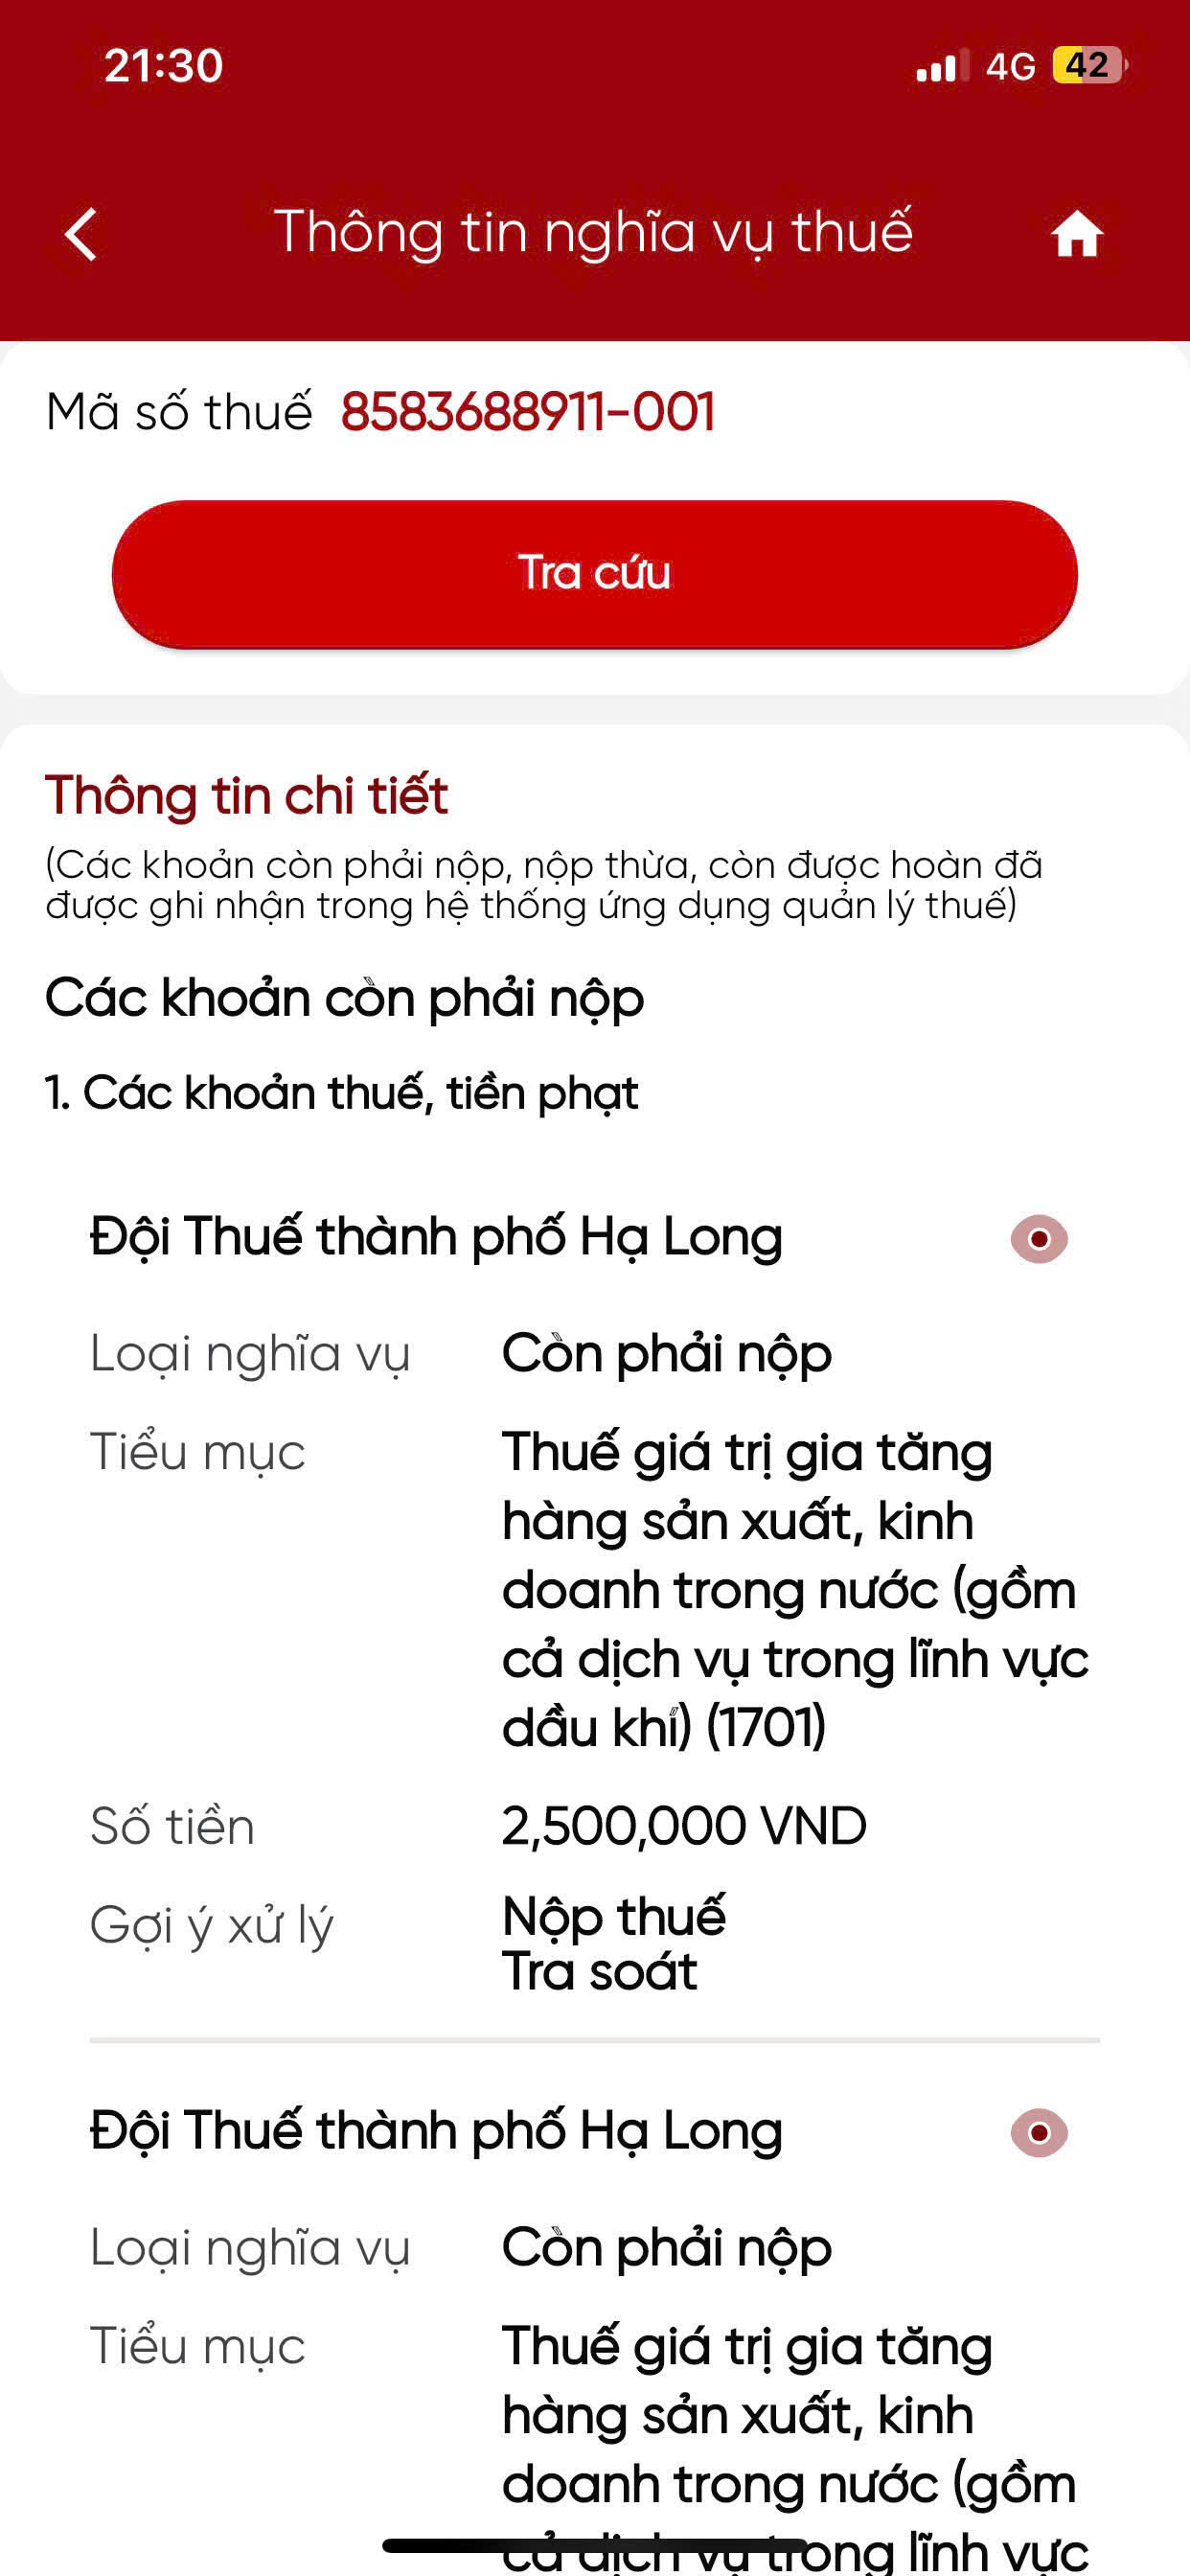 21:30
4G 42
Thông tin nghĩa vụ thuế
Mã số thuế 8583688911-001
Tra cứu
Thông tin chi tiết
(Các khoản còn phải nộp, nộp thừa, còn được hoàn đã
được ghi nhận trong hệ thống ứng dụng quản lý thuế)
Các khoản còn phải nộp
1. Các khoản thuế, tiền phạt
Đội Thuế thành phố Hạ Long
Loại nghĩa vụ Còn phải nộp
Tiểu mục Thuế giá trị gia tăng
hàng sản xuất, kinh
doanh trong nước (gồm
cả dịch vụ trong lĩnh vực
dầu khí) (1701)
Số tiền 2,500,000 VND
Gợi ý xử lý Nộp thuế
Tra soát
Đội Thuế thành phố Hạ Long
Loại nghĩa vụ Còn phải nộp
Tiểu mục Thuế giá trị gia tăng
hàng sản xuất, kinh
doanh trong nước (gồm
cả dịch vụ trong lĩnh vực